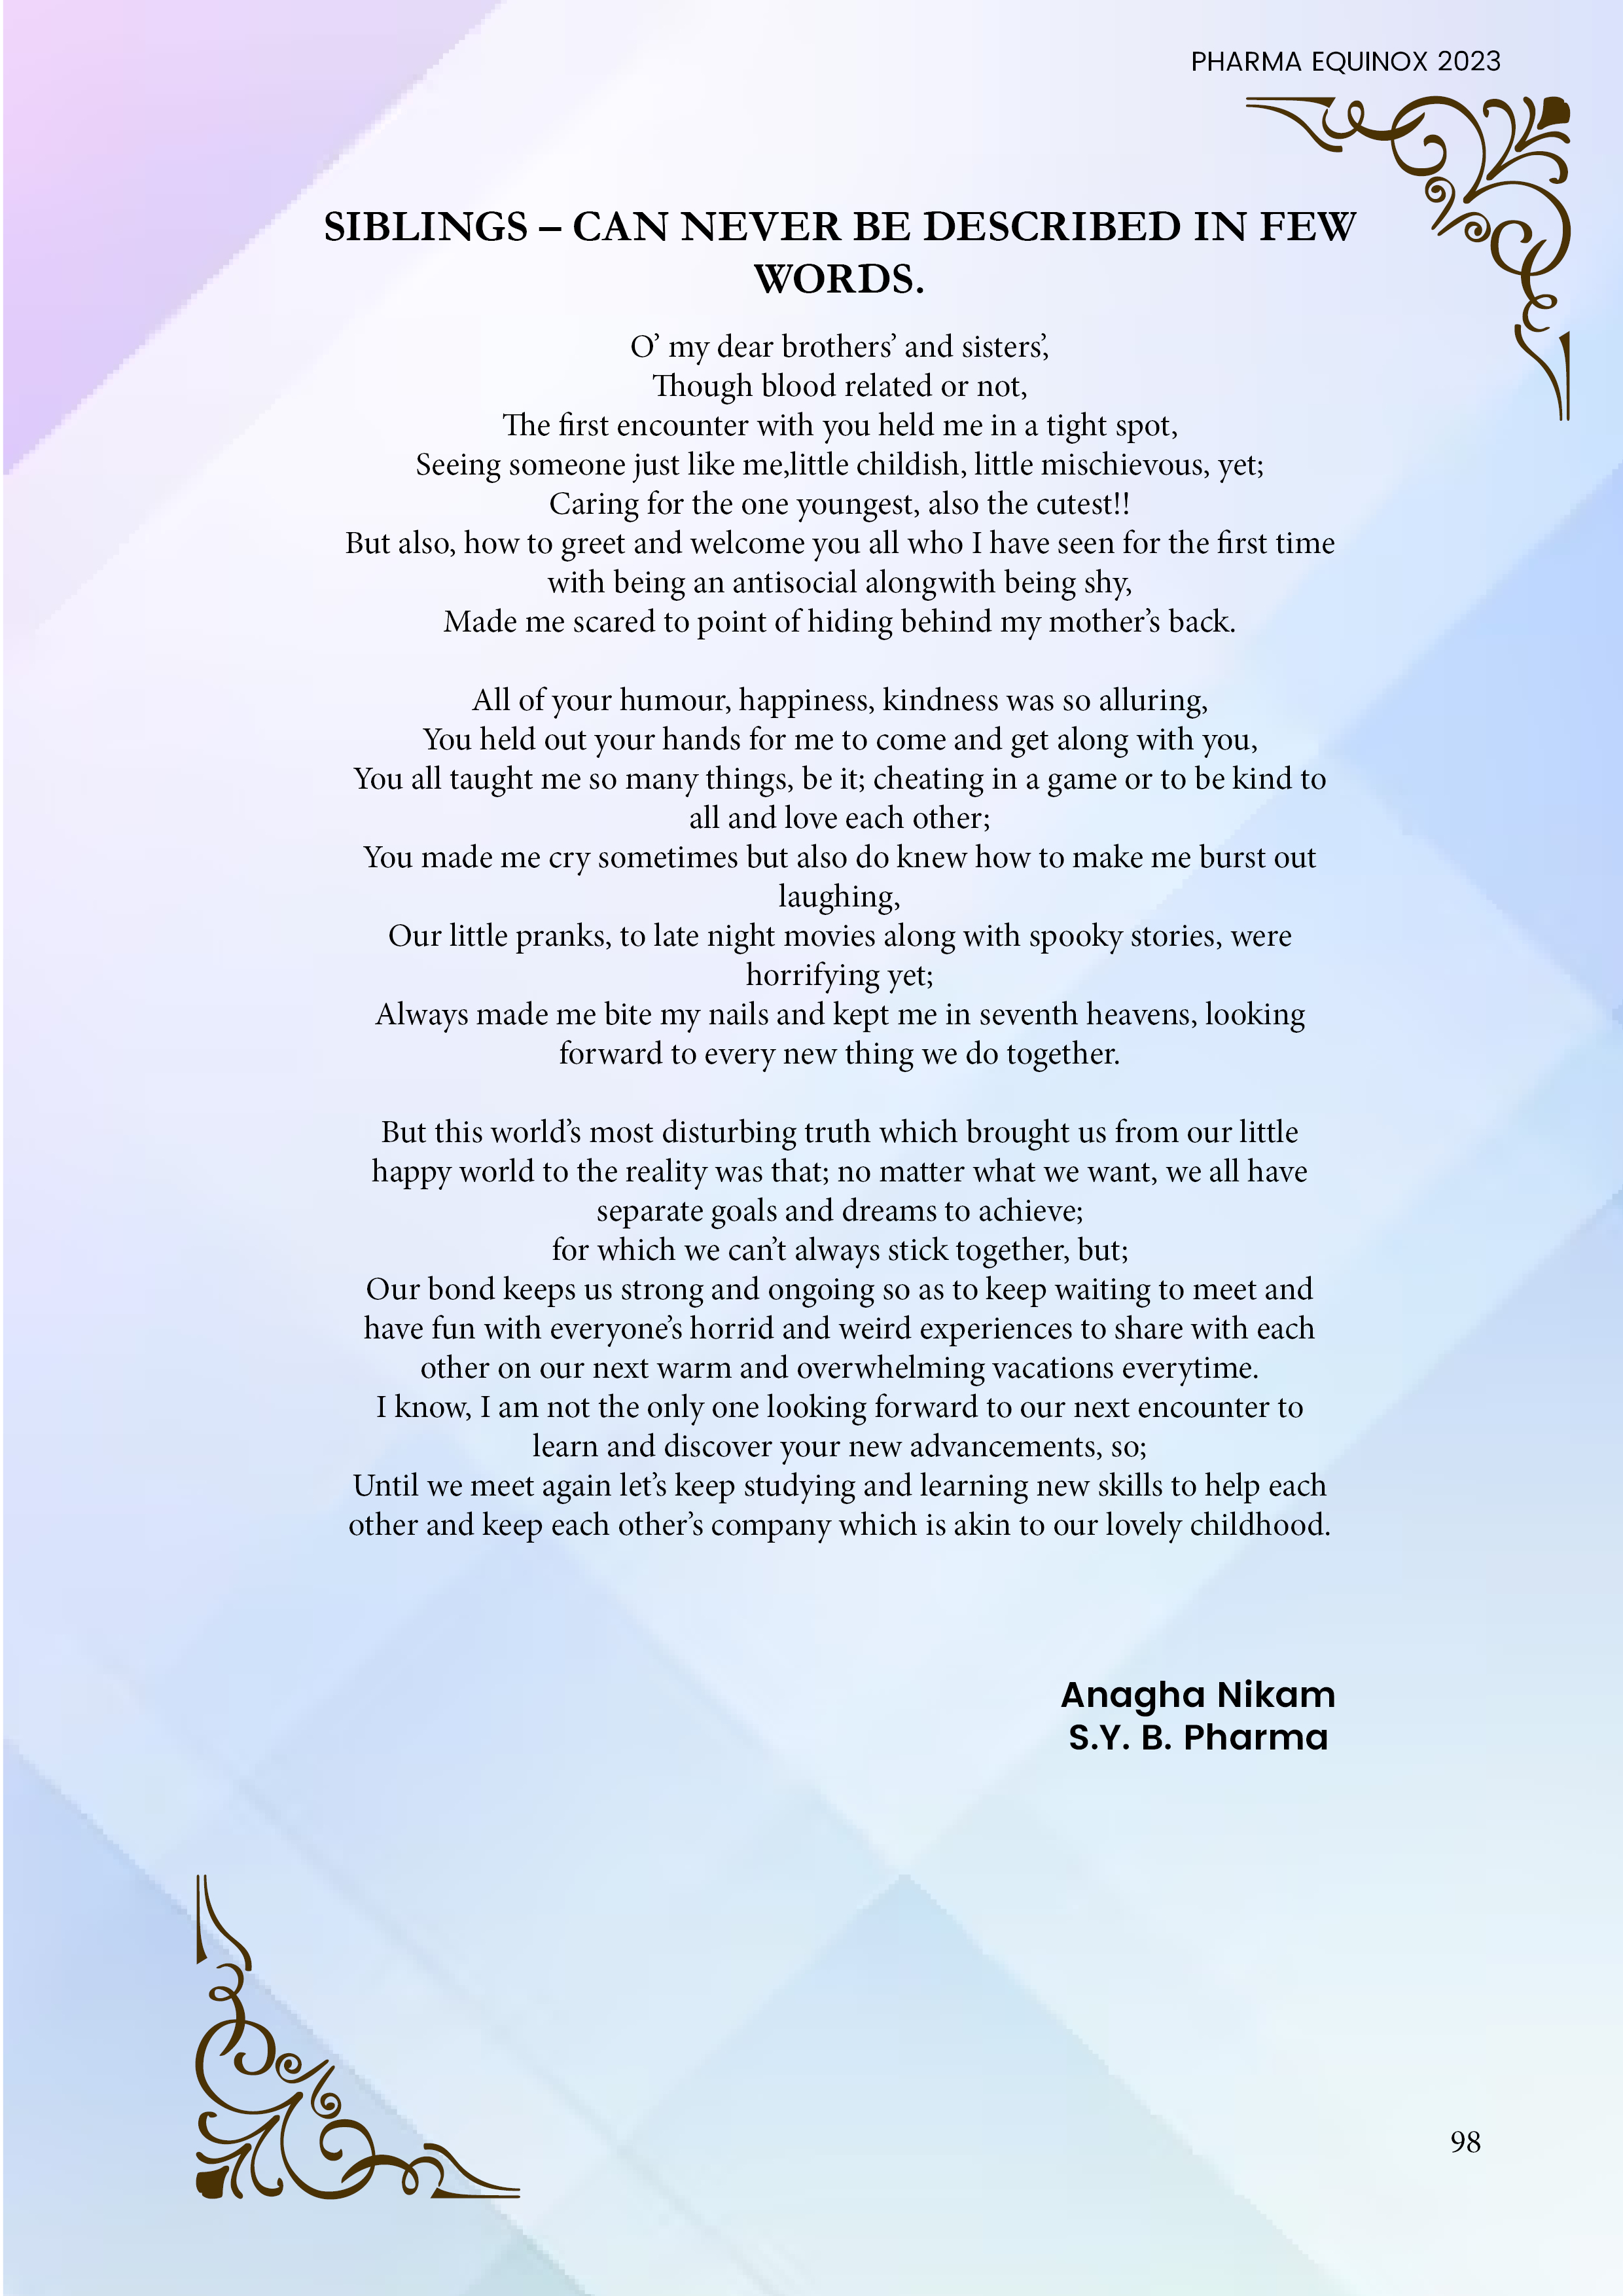 PHARMA EQUINOX 2023
SIBLINGS – CAN NEVER BE DESCRIBED IN FEW
WORDS.
O’ my dear brothers’ and sisters’,
Though blood related or not,
The first encounter with you held me in a tight spot,
Seeing someone just like me,little childish, little mischievous, yet;
Caring for the one youngest, also the cutest!!
But also, how to greet and welcome you all who I have seen for the first time
with being an antisocial alongwith being shy,
Made me scared to point of hiding behind my mother’s back.
All of your humour, happiness, kindness was so alluring,
You held out your hands for me to come and get along with you,
You all taught me so many things, be it; cheating in a game or to be kind to
all and love each other;
You made me cry sometimes but also do knew how to make me burst out
laughing,
Our little pranks, to late night movies along with spooky stories, were
horrifying yet;
Always made me bite my nails and kept me in seventh heavens, looking
forward to every new thing we do together.
But this world’s most disturbing truth which brought us from our little
happy world to the reality was that; no matter what we want, we all have
separate goals and dreams to achieve;
for which we can’t always stick together, but;
Our bond keeps us strong and ongoing so as to keep waiting to meet and
have fun with everyone’s horrid and weird experiences to share with each
other on our next warm and overwhelming vacations everytime.
I know, I am not the only one looking forward to our next encounter to
learn and discover your new advancements, so;
Until we meet again let’s keep studying and learning new skills to help each
other and keep each other’s company which is akin to our lovely childhood.
Anagha Nikam
S.Y. B. Pharma
98